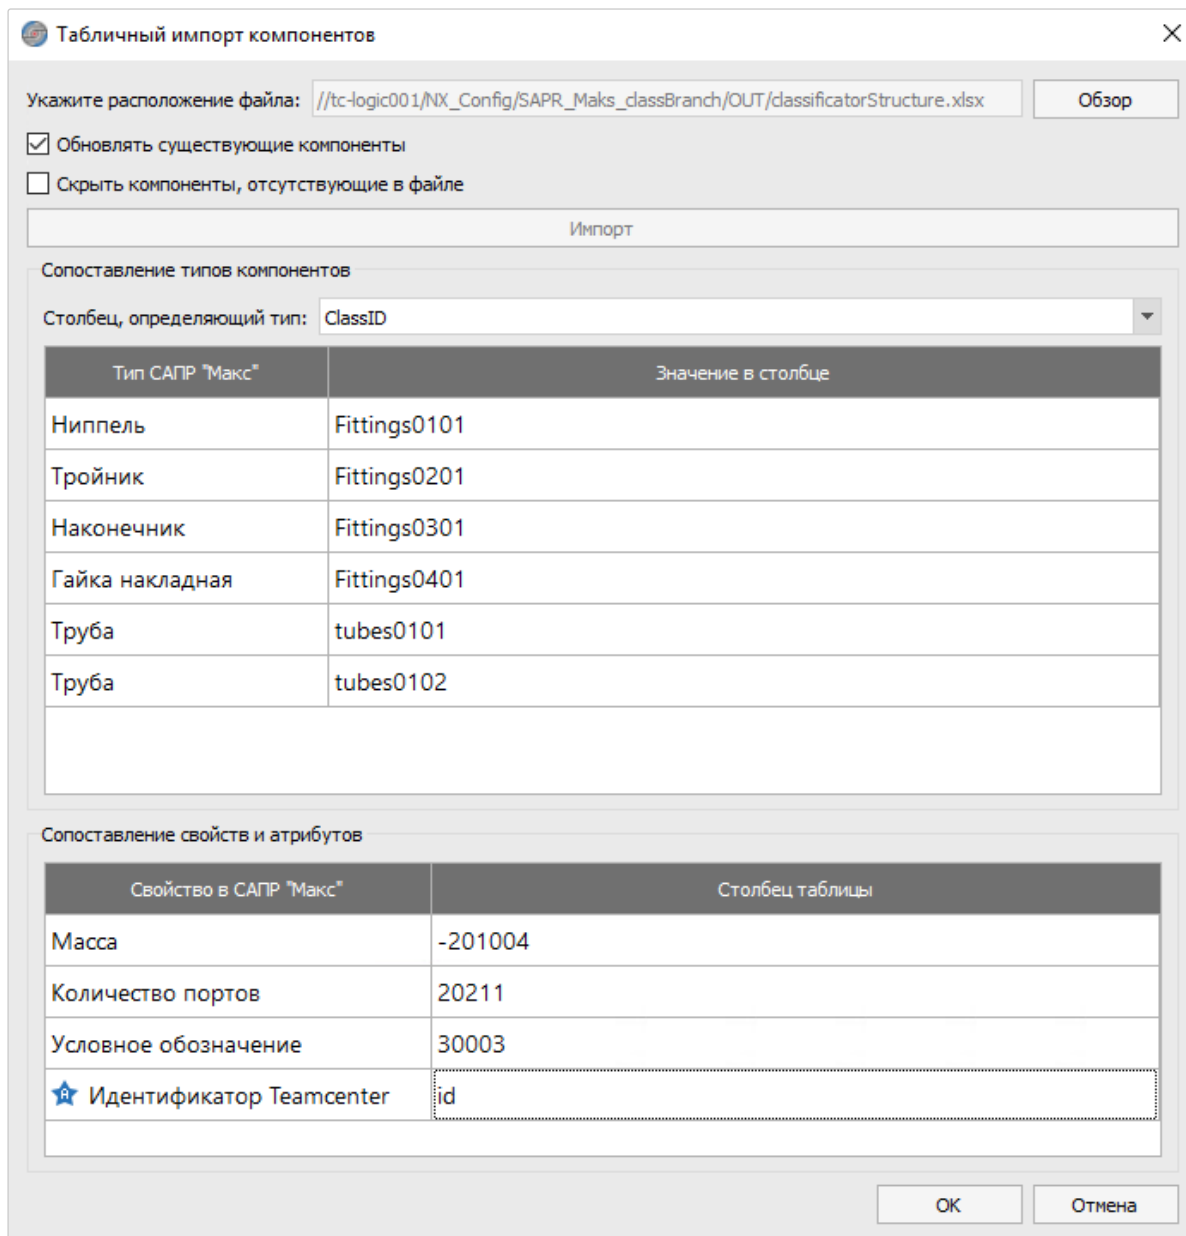 Табличный импорт компонентов
Укажите расположение файла: //tc-logic001/NX_Config/SAPR_Maks_classBranch/OUT/classificatorStructure.xlsx Обзор
Обновлять существующие компоненты
Скрыть компоненты, отсутствующие в файле
Импорт
Сопоставление типов компонентов
Столбец, определяющий тип: ClassID
Тип САПР "Макс" Значение в столбце
Ниппель Fittings0101
Тройник Fittings0201
Наконечник Fittings0301
Гайка накладная Fittings0401
Труба tubes0101
Труба tubes0102
Сопоставление свойств и атрибутов
Свойство в САПР "Макс" Столбец таблицы
Масса -201004
Количество портов 20211
Условное обозначение 30003
Идентификатор Teamcenter id
ОК Отмена